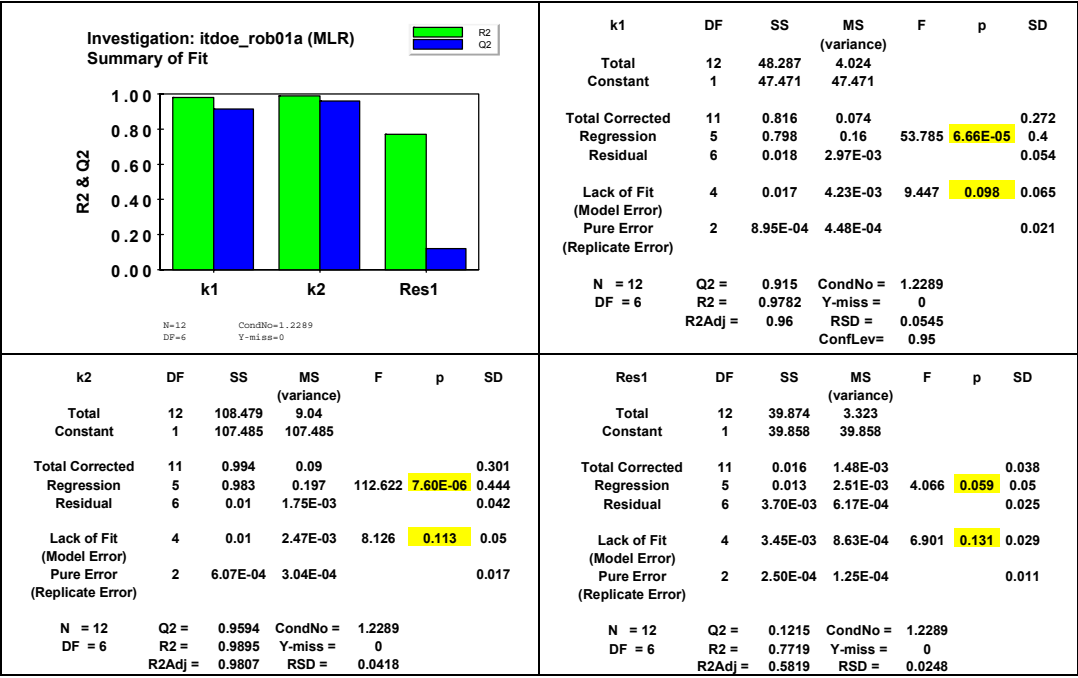 Investigation: itdoe_rob01a (MLR)
Summary of Fit
R2
Q2
1.00
0.80
0.60
0.40
0.20
0.00
R2 & Q2
k1 k2 Res1
N=12 CondNo=1.2289
DF=6 Y-miss=0
k1 DF SS MS F p SD
(variance)
Total 12 48.287 4.024
Constant 1 47.471 47.471
Total Corrected 11 0.816 0.074 0.272
Regression 5 0.798 0.16 53.785 6.66E-05 0.4
Residual 6 0.018 2.97E-03 0.054
Lack of Fit 4 0.017 4.23E-03 9.447 0.098 0.065
(Model Error)
Pure Error 2 8.95E-04 4.48E-04 0.021
(Replicate Error)
N = 12 Q2 = 0.915 CondNo = 1.2289
DF = 6 R2 = 0.9782 Y-miss = 0
R2Adj = 0.96 RSD = 0.0545
ConfLev= 0.95
k2 DF SS MS F p SD
(variance)
Total 12 108.479 9.04
Constant 1 107.485 107.485
Total Corrected 11 0.994 0.09 0.301
Regression 5 0.983 0.197 112.622 7.60E-06 0.444
Residual 6 0.01 1.75E-03 0.042
Lack of Fit 4 0.01 2.47E-03 8.126 0.113 0.05
(Model Error)
Pure Error 2 6.07E-04 3.04E-04 0.017
(Replicate Error)
N = 12 Q2 = 0.9594 CondNo = 1.2289
DF = 6 R2 = 0.9895 Y-miss = 0
R2Adj = 0.9807 RSD = 0.0418
Res1 DF SS MS F p SD
(variance)
Total 12 39.874 3.323
Constant 1 39.858 39.858
Total Corrected 11 0.016 1.48E-03 0.038
Regression 5 0.013 2.51E-03 4.066 0.059 0.05
Residual 6 3.70E-03 6.17E-04 0.025
Lack of Fit 4 3.45E-03 8.63E-04 6.901 0.131 0.029
(Model Error)
Pure Error 2 2.50E-04 1.25E-04 0.011
(Replicate Error)
N = 12 Q2 = 0.1215 CondNo = 1.2289
DF = 6 R2 = 0.7719 Y-miss = 0
R2Adj = 0.5819 RSD = 0.0248